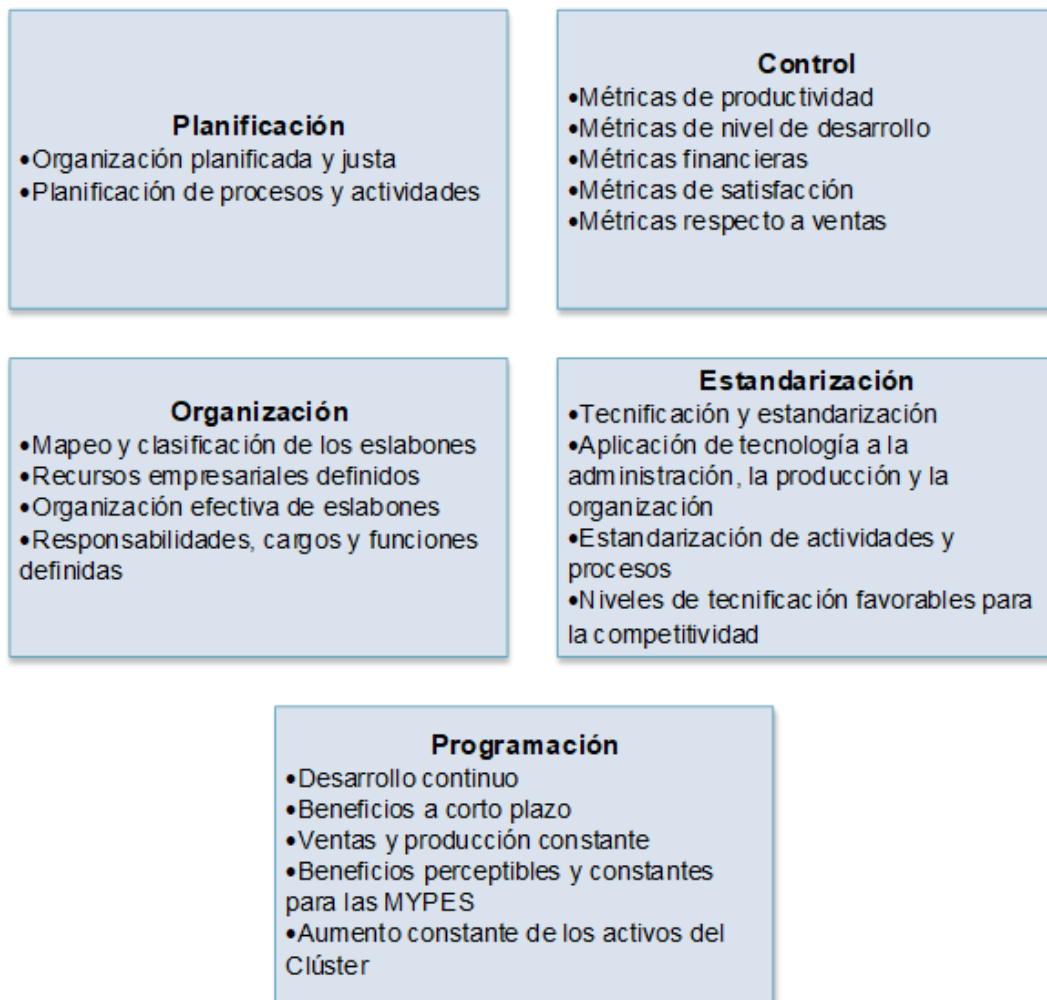 Planificación
•Organización planificada y justa
•Planificación de procesos y actividades
Control
•Métricas de productividad
•Métricas de nivel de desarrollo
•Métricas financieras
•Métricas de satisfacción
•Métricas respecto a ventas
Organización
•Mapeo y clasificación de los eslabones
•Recursos empresariales definidos
•Organización efectiva de eslabones
•Responsabilidades, cargos y funciones
definidas
Estandarización
•Tecnificación y estandarización
•Aplicación de tecnología a la
administración, la producción y la
organización
•Estandarización de actividades y
procesos
•Niveles de tecnificación favorables para
la competitividad
Programación
•Desarrollo continuo
•Beneficios a corto plazo
•Ventas y producción constante
•Beneficios perceptibles y constantes
para las MYPES
•Aumento constante de los activos del
Clúster